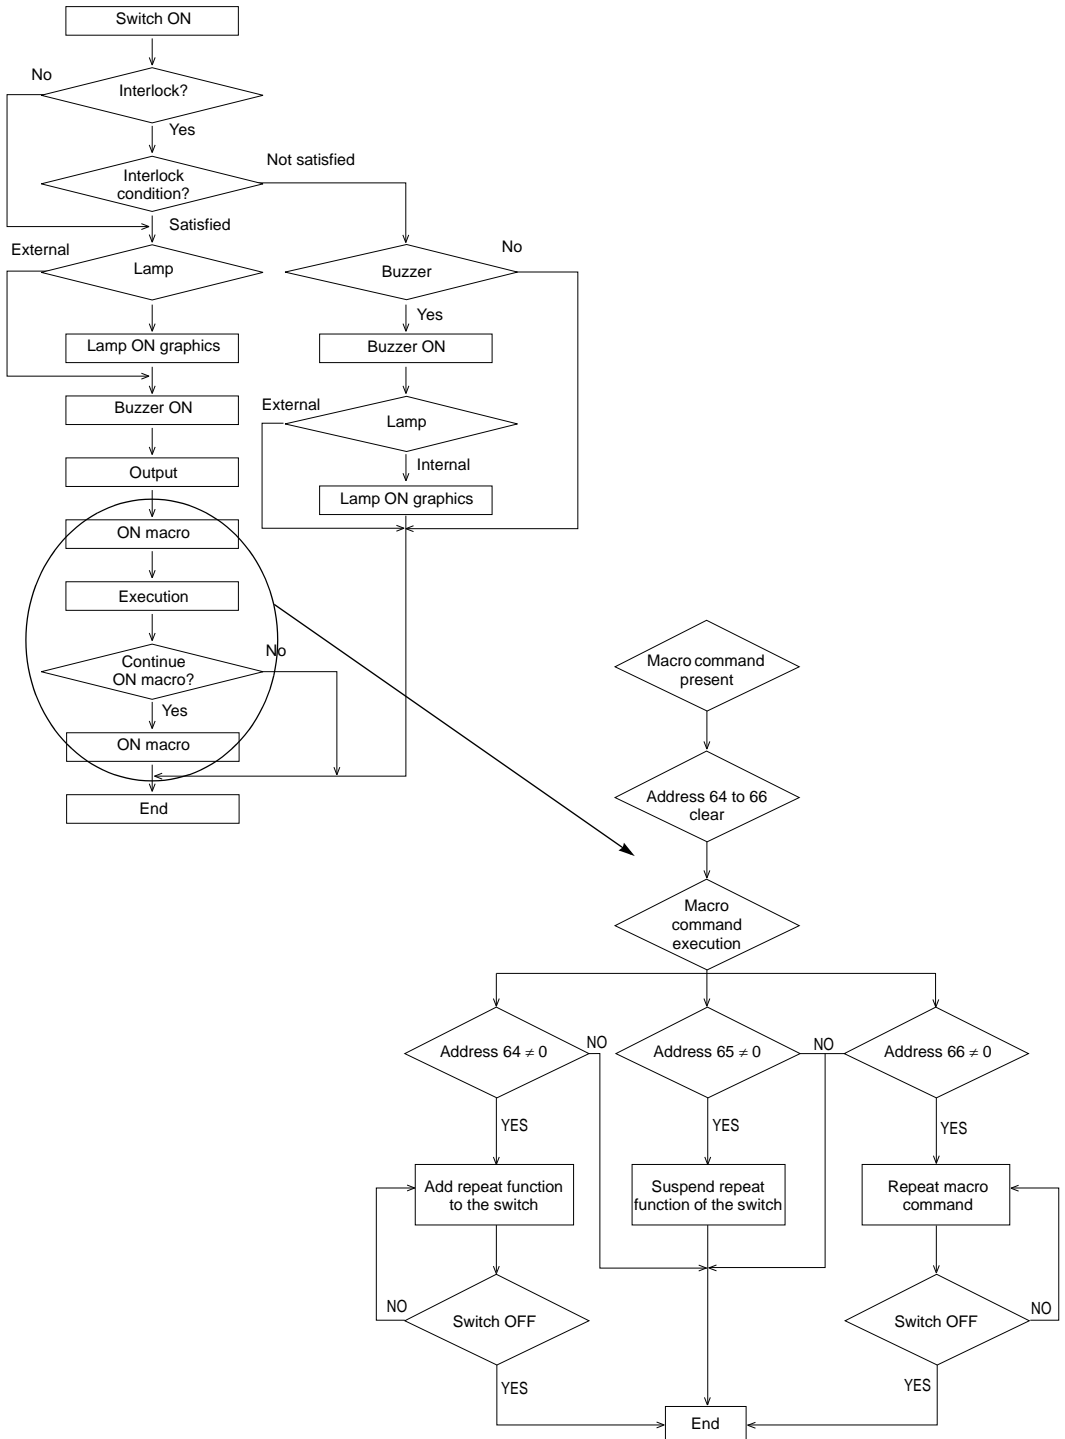 Switch ON
No
Interlock?
Yes
Not satisfied
Interlock
condition?
Satisfied
External
No
Lamp
Buzzer
Yes
Lamp ON graphics
Buzzer ON
Buzzer ON
External
Lamp
Output
Internal
Lamp ON graphics
ON macro
Execution
No
Continue
ON macro?
Yes
ON macro
End
Macro command
present
Address 64 to 66
clear
Macro
command
execution
Address 64 ≠ 0
NO
Address 65 ≠ 0
NO
Address 66 ≠ 0
YES
YES
YES
Add repeat function
to the switch
Suspend repeat
function of the switch
Repeat macro
command
NO
Switch OFF
Switch OFF
NO
YES
YES
End